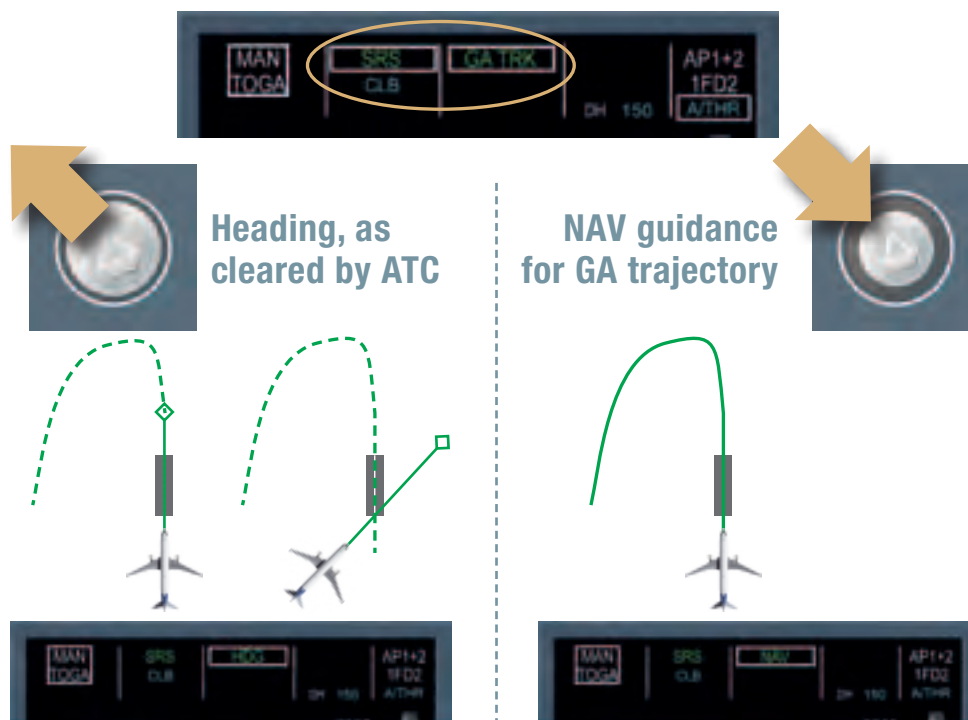 MAN SRS GA TRK AP1+2
TOGA CLB 1FD2
DH 150 A/THR
Heading, as
cleared by ATC
NAV guidance
for GA trajectory
MAN SRS HDG AP1+2
TOGA CLB 1FD2
DH 150 A/THR
MAN SRS NAV AP1+2
TOGA CLB 1FD2
DH 150 A/THR